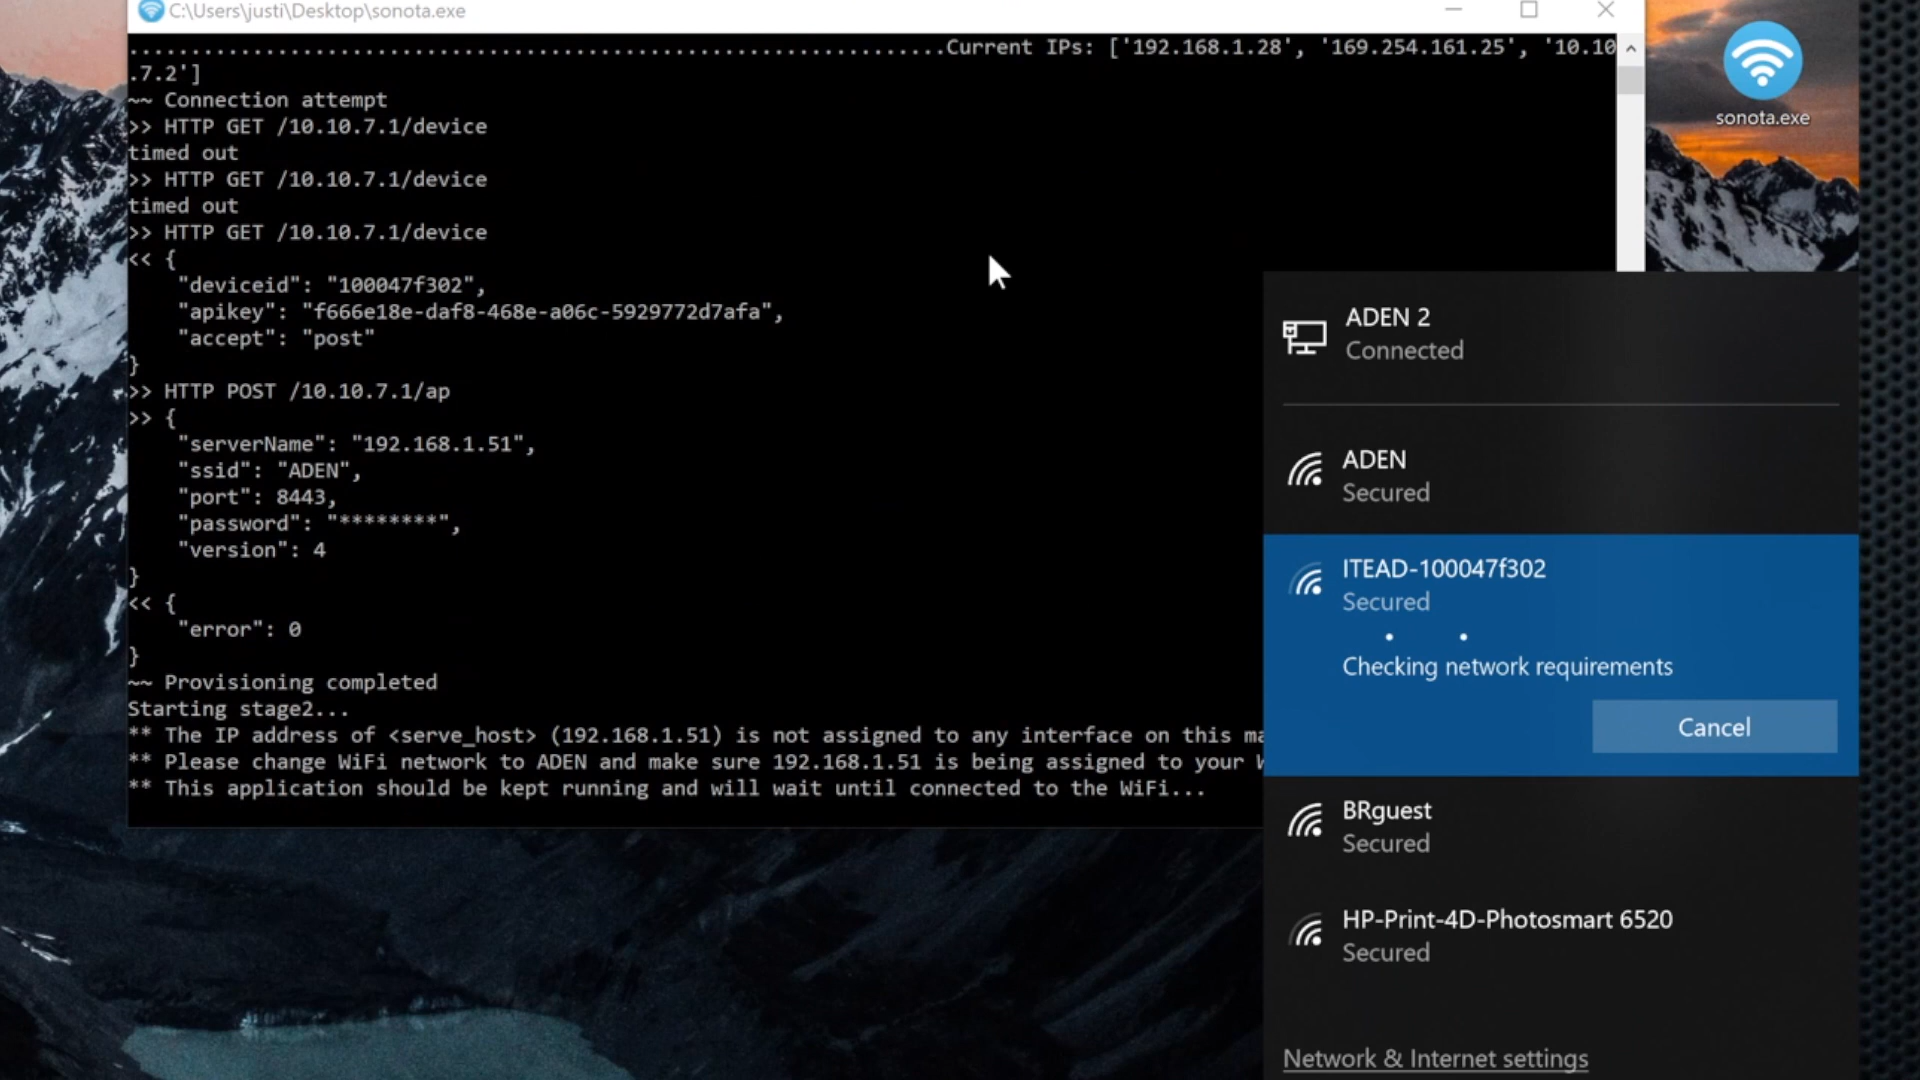 C:\Users\justi\Desktop\sonota.exe
..................................................................Current IPs: ['192.168.1.28', '169.254.161.25', '10.10
.7.2']
~~ Connection attempt
>> HTTP GET /10.10.7.1/device
timed out
>> HTTP GET /10.10.7.1/device
timed out
>> HTTP GET /10.10.7.1/device
<< {
"deviceid": "100047f302",
"apikey": "f666e18e-daf8-468e-a06c-5929772d7afa",
"accept": "post"
}
>> HTTP POST /10.10.7.1/ap
>> {
"serverName": "192.168.1.51",
"ssid": "ADEN",
"port": 8443,
"password": "********",
"version": 4
}
<< {
"error": 0
}
~~ Provisioning completed
Starting stage2...
** The IP address of <serve_host> (192.168.1.51) is not assigned to any interface on this ma
** Please change WiFi network to ADEN and make sure 192.168.1.51 is being assigned to your W
** This application should be kept running and will wait until connected to the WiFi...
sonota.exe
ADEN 2
Connected
ADEN
Secured
ITEAD-100047f302
Secured
Checking network requirements
Cancel
BRguest
Secured
HP-Print-4D-Photosmart 6520
Secured
Network & Internet settings